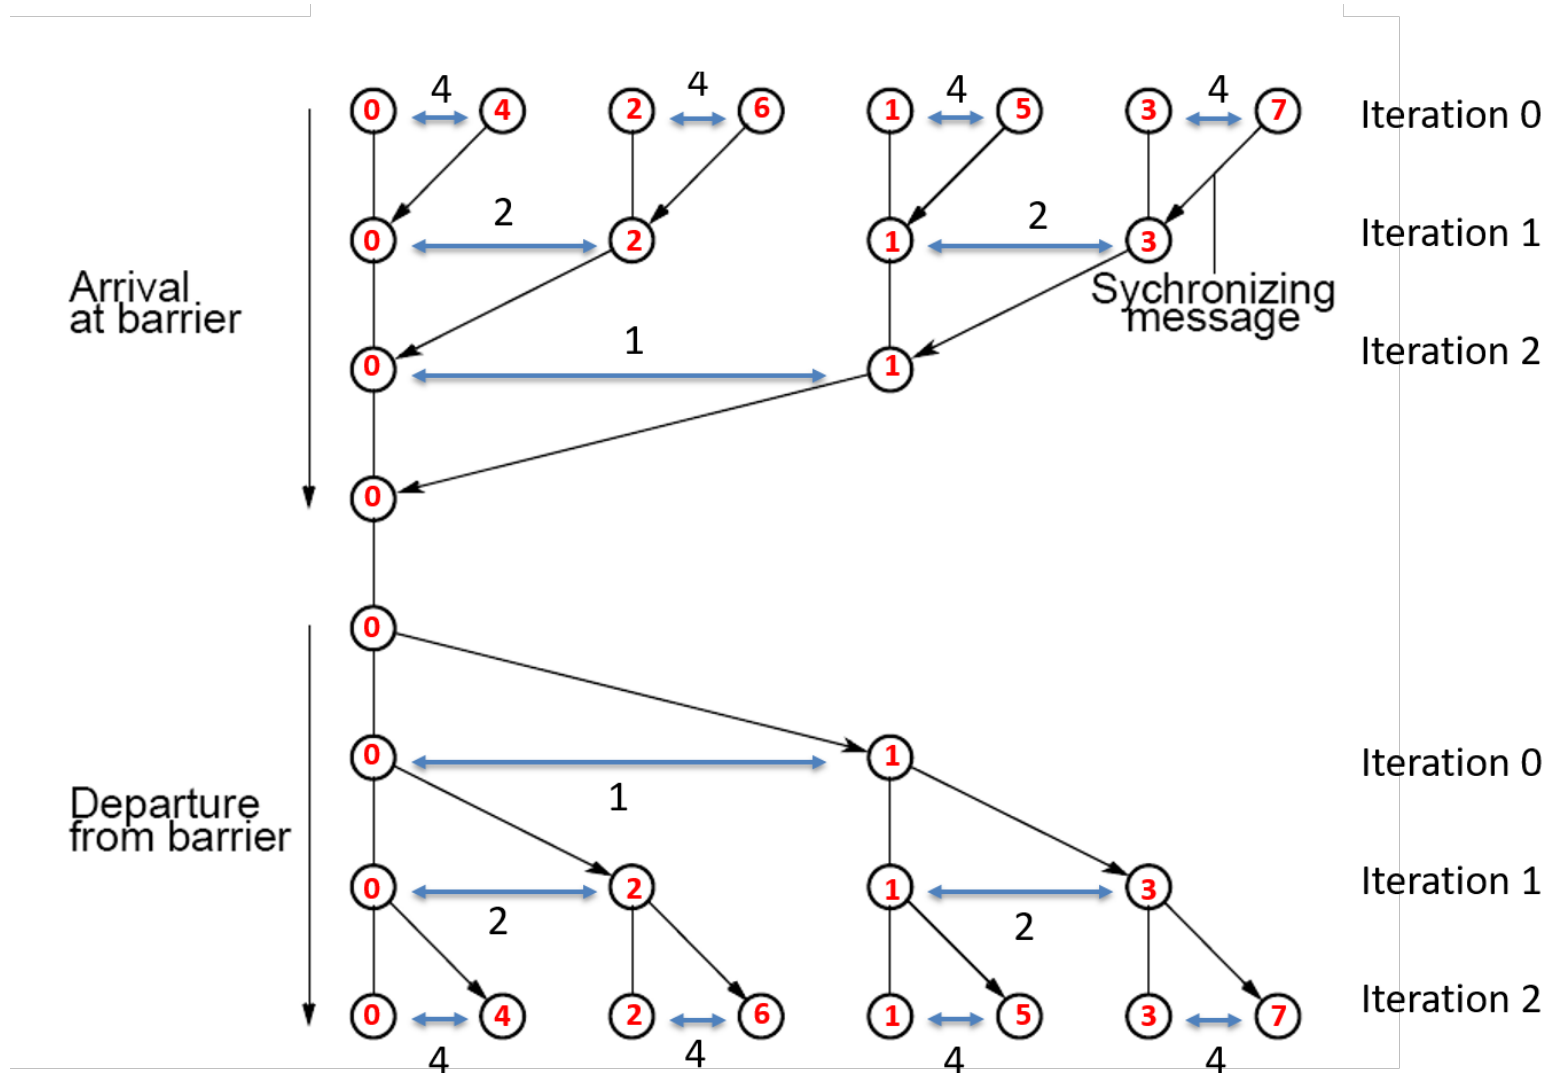 4 4 4 4
0 4 2 6 1 5 3 7 Iteration 0
2 2
0 2 1 3 Iteration 1
Arrival
at barrier
Sychronizing
message
1
0 1 Iteration 2
0
0
0 1 Iteration 0
1
Departure
from barrier
0 2 1 3 Iteration 1
2 2
0 4 2 6 1 5 3 7 Iteration 2
4 4 4 4